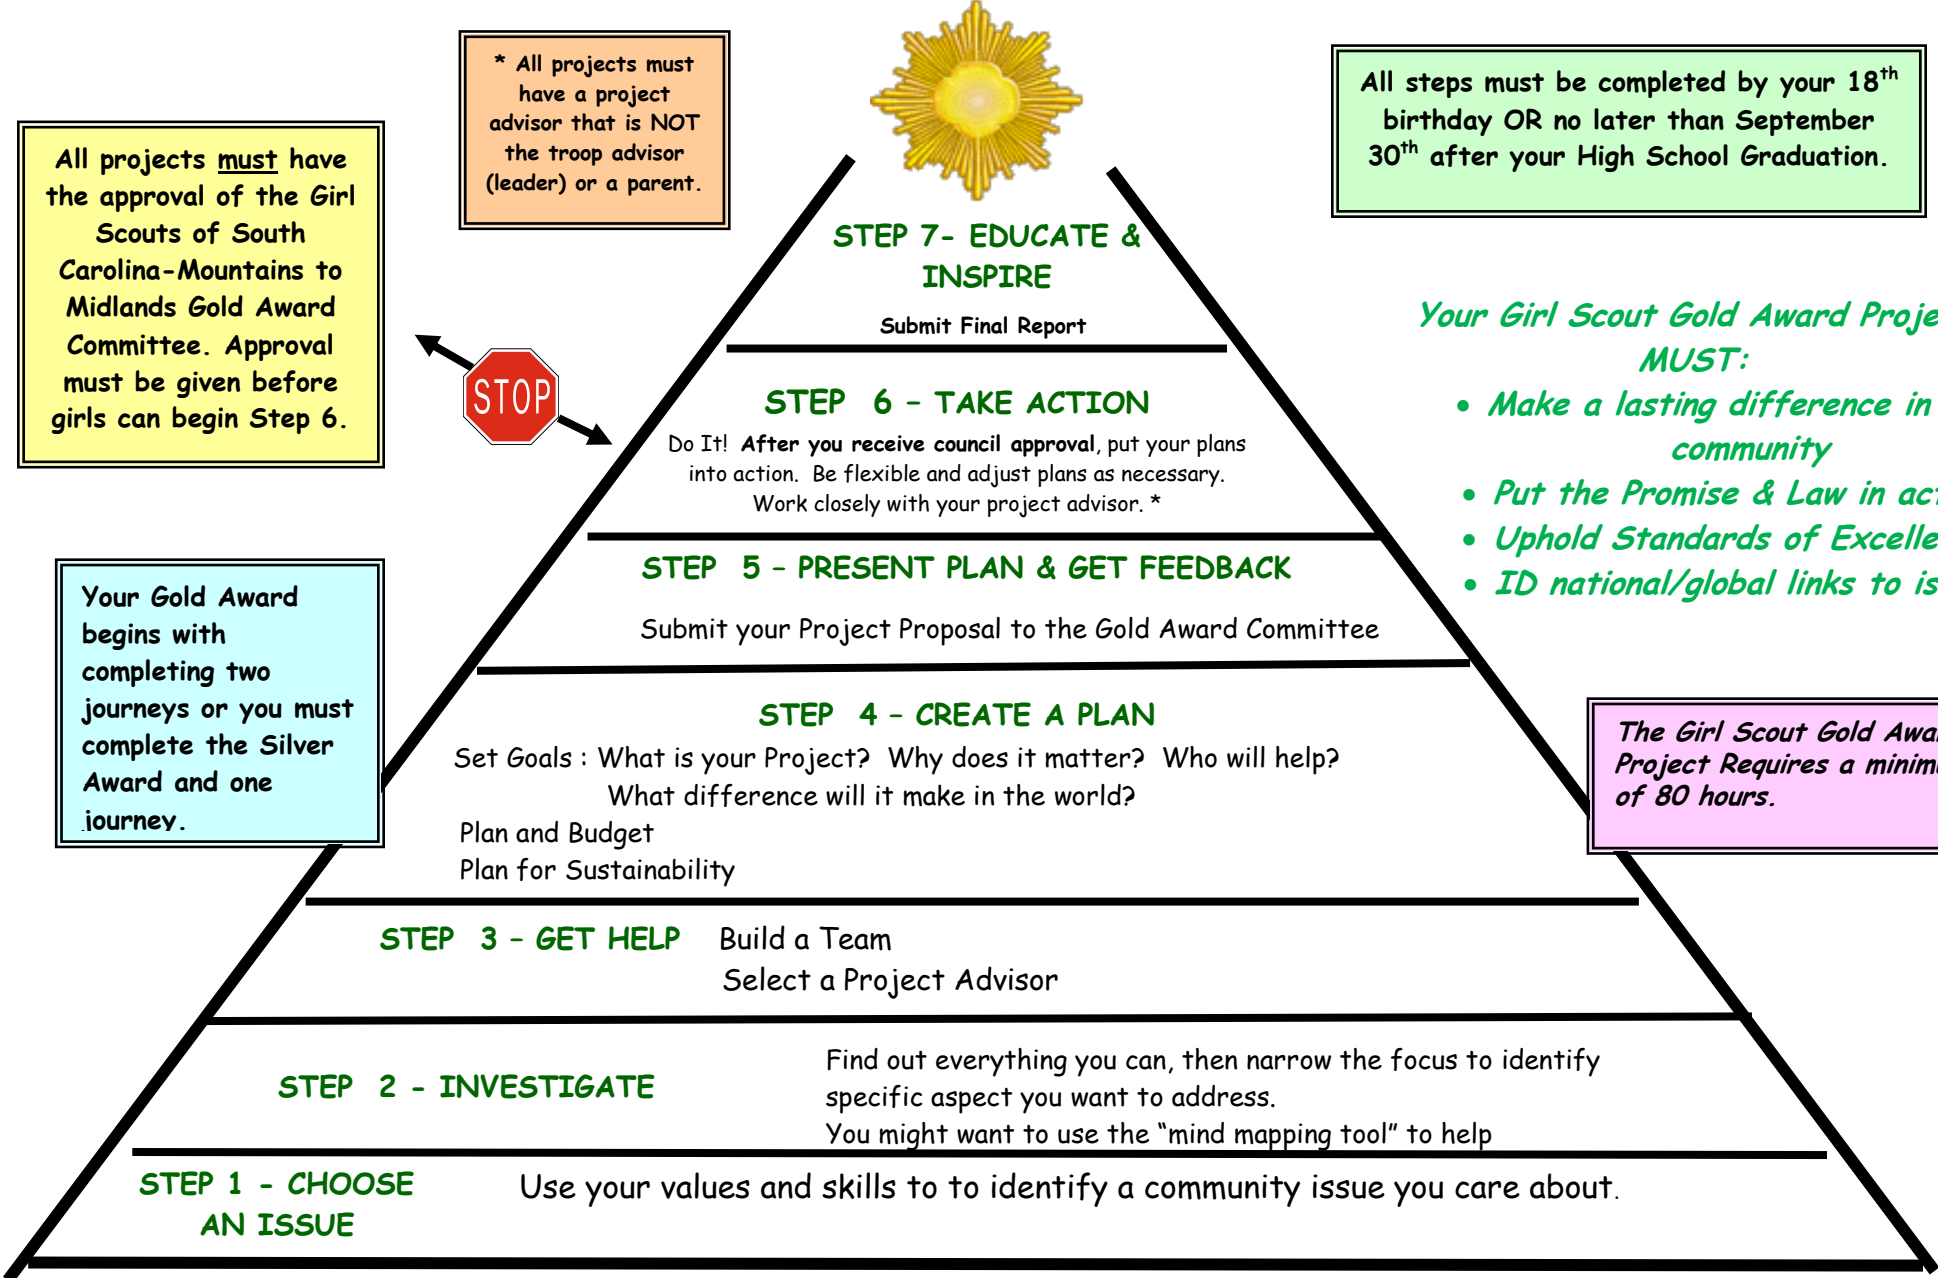 * All projects must
have a project
advisor that is NOT
the troop advisor
(leader) or a parent.
All steps must be completed by your 18th
birthday OR no later than September
30th after your High School Graduation.
All projects must have
the approval of the Girl
Scouts of South
Carolina-Mountains to
Midlands Gold Award
Committee. Approval
must be given before
girls can begin Step 6.
STOP
STEP 7- EDUCATE &
INSPIRE
Submit Final Report
Your Girl Scout Gold Award Proje
MUST:
• Make a lasting difference in
community
• Put the Promise & Law in act
• Uphold Standards of Excelle
• ID national/global links to is
STEP 6 – TAKE ACTION
Do It! After you receive council approval, put your plans
into action. Be flexible and adjust plans as necessary.
Work closely with your project advisor. *
STEP 5 – PRESENT PLAN & GET FEEDBACK
Submit your Project Proposal to the Gold Award Committee
Your Gold Award
begins with
completing two
journeys or you must
complete the Silver
Award and one
journey.
STEP 4 – CREATE A PLAN
Set Goals : What is your Project? Why does it matter? Who will help?
What difference will it make in the world?
Plan and Budget
Plan for Sustainability
The Girl Scout Gold Awar
Project Requires a minim
of 80 hours.
STEP 3 – GET HELP Build a Team
Select a Project Advisor
STEP 2 - INVESTIGATE
Find out everything you can, then narrow the focus to identify
specific aspect you want to address.
You might want to use the “mind mapping tool” to help
STEP 1 - CHOOSE
AN ISSUE
Use your values and skills to to identify a community issue you care about.